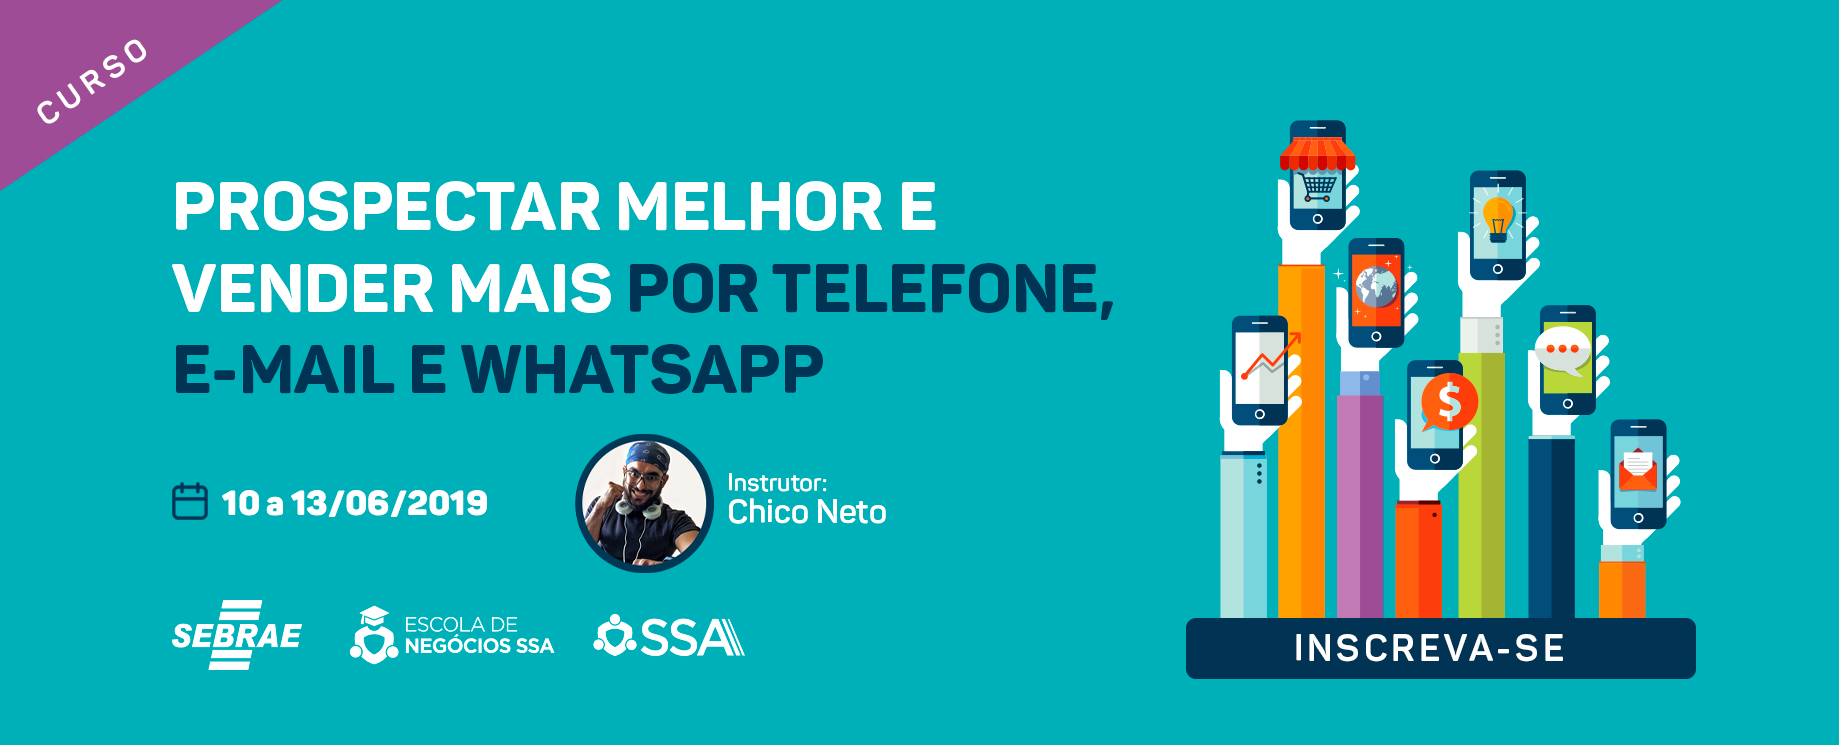 CURSO
PROSPECTAR MELHOR E
VENDER MAIS POR TELEFONE,
E-MAIL E WHATSAPP
10 a 13/06/2019
Instrutor:
Chico Neto
$
SEBRAE
ESCOLA DE
NEGÓCIOS SSA
SSA
INSCREVA-SE